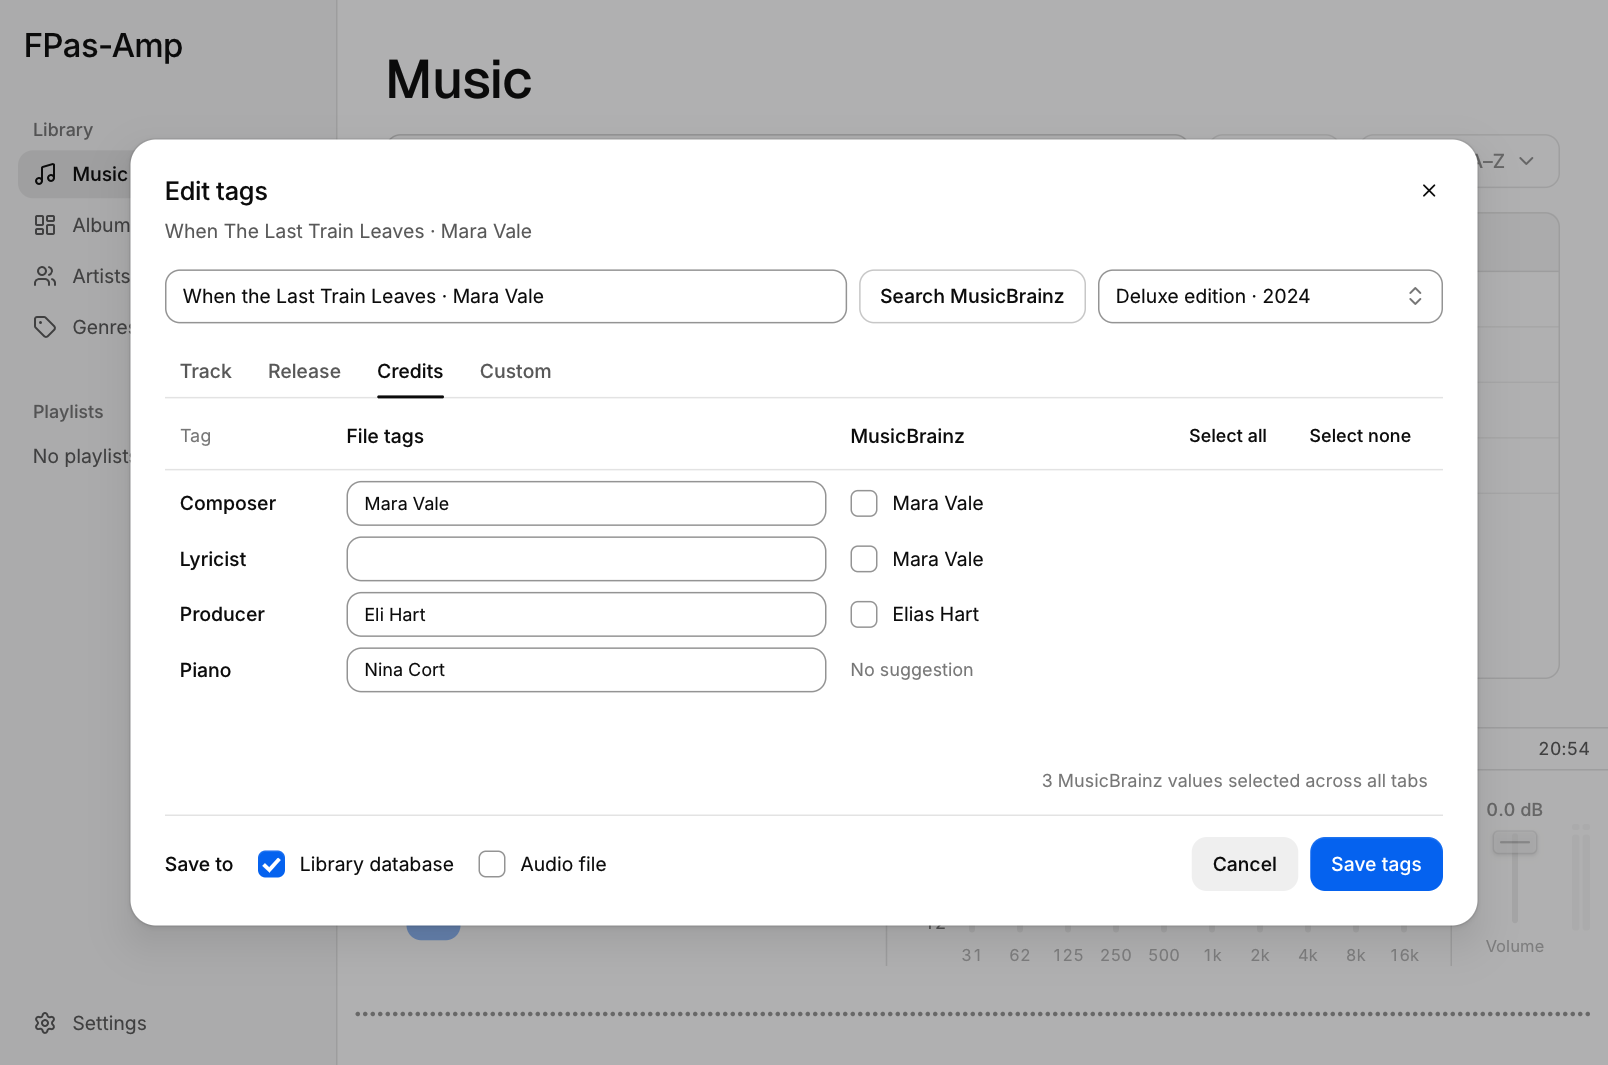 FPas-Amp
Library
Music
Album
Artists
Genres
Playlists
No playlists
Settings
Music
A–Z
Edit tags
When The Last Train Leaves · Mara Vale
When the Last Train Leaves · Mara Vale
Search MusicBrainz
Deluxe edition · 2024
Track Release Credits Custom
Tag File tags MusicBrainz Select all Select none
Composer Mara Vale Mara Vale
Lyricist Mara Vale
Producer Eli Hart Elias Hart
Piano Nina Cort No suggestion
3 MusicBrainz values selected across all tabs
Save to Library database Audio file Cancel Save tags
20:54
0.0 dB
Volume
12
31 62 125 250 500 1k 2k 4k 8k 16k